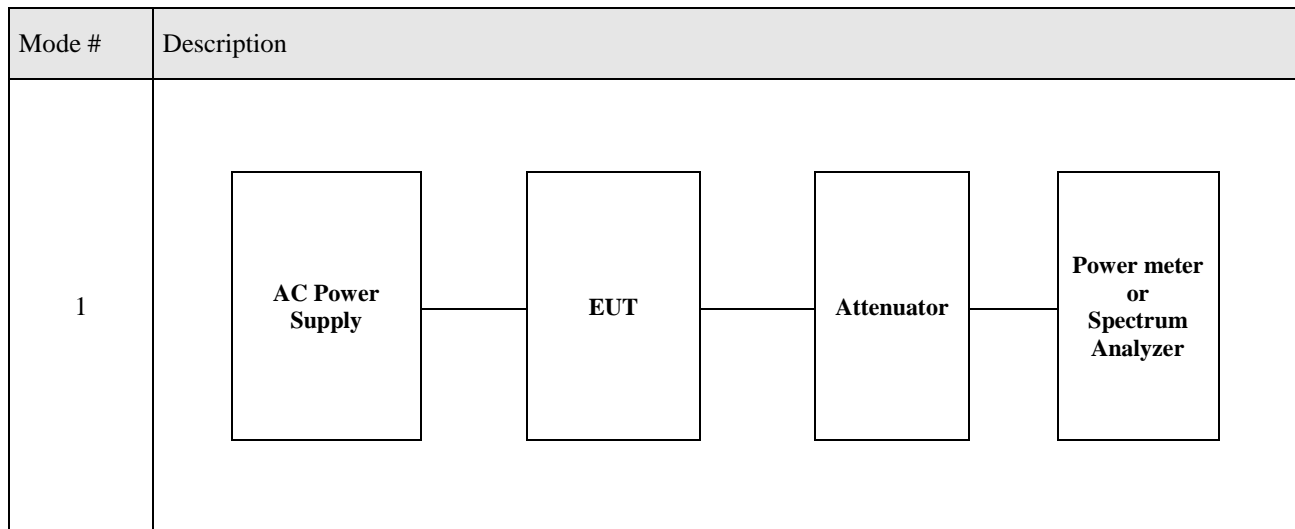 Mode #
Description
1
AC Power
Supply
EUT
Attenuator
Power meter
or
Spectrum
Analyzer